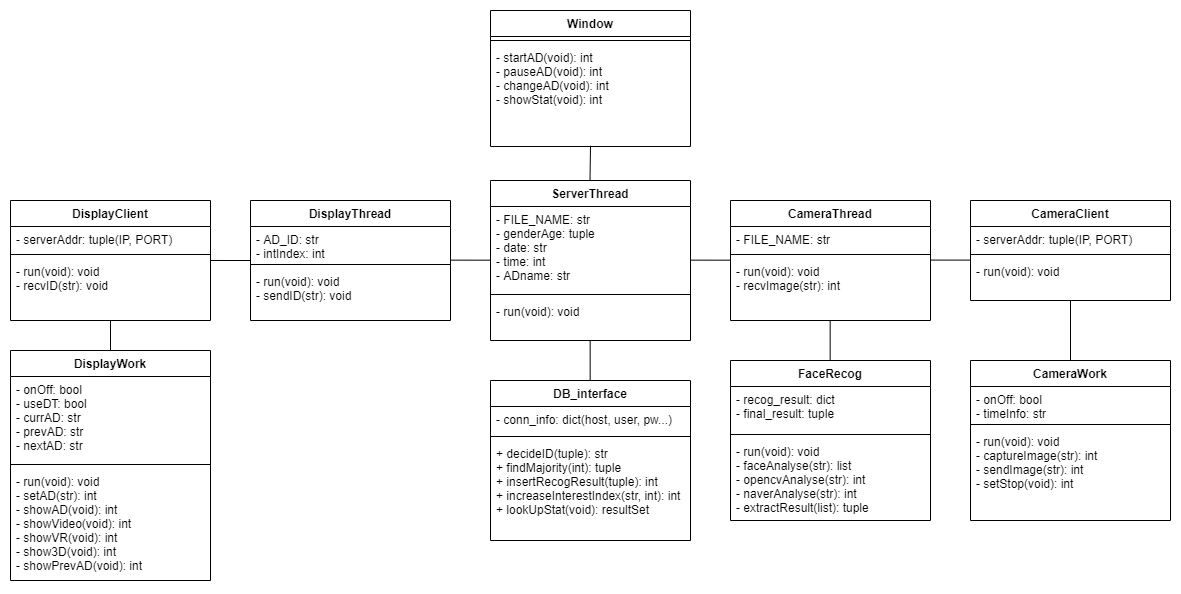 Window
- startAD(void): int
- pauseAD(void): int
- changeAD(void): int
- showStat(void): int
DisplayClient
- serverAddr: tuple(IP, PORT)
- run(void): void
- recvID(str): void
DisplayThread
- AD_ID: str
- intIndex: int
- run(void): void
- sendID(str): void
ServerThread
- FILE_NAME: str
- genderAge: tuple
- date: str
- time: int
- ADname: str
- run(void): void
CameraThread
- FILE_NAME: str
- run(void): void
- recvImage(str): int
CameraClient
- serverAddr: tuple(IP, PORT)
- run(void): void
DisplayWork
- onOff: bool
- useDT: bool
- currAD: str
- prevAD: str
- nextAD: str
- run(void): void
- setAD(str): int
- showAD(void): int
- showVideo(void): int
- showVR(void): int
- show3D(void): int
- showPrevAD(void): int
DB_interface
- conn_info: dict(host, user, pw...)
+ decideID(tuple): str
+ findMajority(int): tuple
+ insertRecogResult(tuple): int
+ increaseInterestIndex(str, int): int
+ lookUpStat(void): resultSet
FaceRecog
- recog_result: dict
- final_result: tuple
- run(void): void
- faceAnalyse(str): list
- opencvAnalyse(str): int
- naverAnalyse(str): int
- extractResult(list): tuple
CameraWork
- onOff: bool
- timeInfo: str
- run(void): void
- captureImage(str): int
- sendImage(str): int
- setStop(void): int